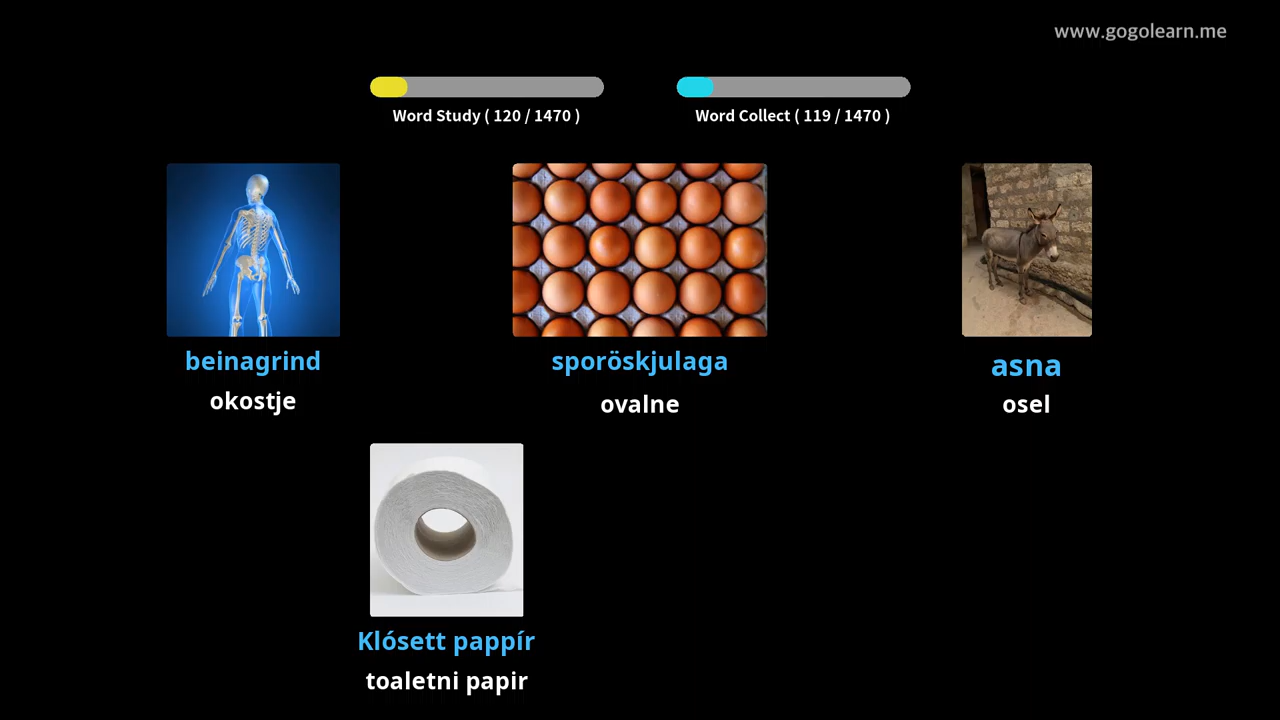 www.gogolearn.me
Word Study ( 120 / 1470 )
Word Collect ( 119 / 1470 )
beinagrind
sporöskjulaga
asna
okostje
ovalne
osel
Klósett pappír
toaletni papir